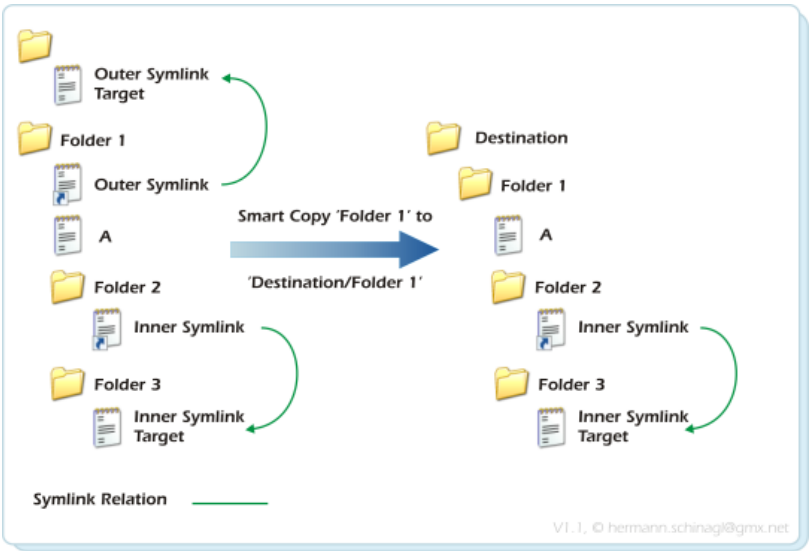 Outer Symlink
Target
Folder 1
Outer Symlink
A
Folder 2
Inner Symlink
Folder 3
Inner Symlink
Target
Smart Copy 'Folder 1' to
'Destination/Folder 1'
Destination
Folder 1
A
Folder 2
Inner Symlink
Folder 3
Inner Symlink
Target
Symlink Relation
V1.1, © hermann.schinagl@gmx.net